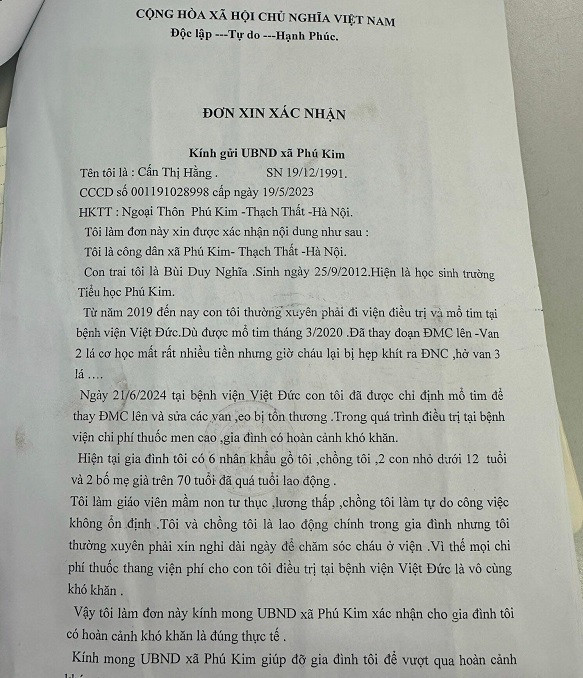 CỘNG HÒA XÃ HỘI CHỦ NGHĨA VIỆT NAM
Độc lập ---Tự do ---Hạnh Phúc.
ĐƠN XIN XÁC NHẬN
Kính gửi UBND xã Phú Kim
Tên tôi là : Cấn Thị Hằng . SN 19/12/1991.
CCCD số 001191028998 cấp ngày 19/5/2023
HKTT : Ngoại Thôn Phú Kim -Thạch Thất -Hà Nội.
Tôi làm đơn này xin được xác nhận nội dung như sau :
Tôi là công dân xã Phú Kim- Thạch Thất -Hà Nội.
Con trai tôi là Bùi Duy Nghĩa .Sinh ngày 25/9/2012.Hiện là học sinh trường
Tiểu học Phú Kim.
Từ năm 2019 đến nay con tôi thường xuyên phải đi viện điều trị và mổ tim tại
bệnh viện Việt Đức.Dù được mổ tim tháng 3/2020 .Đã thay đoạn ĐMC lên -Van
2 lá cơ học mất rất nhiều tiền nhưng giờ cháu lại bị hẹp khít ra ĐNC ,hở van 3
lá ….
Ngày 21/6/2024 tại bệnh viện Việt Đức con tôi đã được chỉ định mổ tim để
thay ĐMC lên và sửa các van ,eo bị tổn thương .Trong quá trình điều trị tại bệnh
viện chi phí thuốc men cao ,gia đình có hoàn cảnh khó khăn.
Hiện tại gia đình tôi có 6 nhân khẩu gồ tôi ,chồng tôi ,2 con nhỏ dưới 12 tuổi
và 2 bố mẹ già trên 70 tuổi đã quá tuổi lao động .
Tôi làm giáo viên mầm non tư thục ,lương thấp ,chồng tôi làm tự do công việc
không ổn định .Tôi và chồng tôi là lao động chính trong gia đình nhưng tôi
thường xuyên phải xin nghỉ dài ngày để chăm sóc cháu ở viện .Vì thế mọi chi
phí thuốc thang viện phí cho con tôi điều trị tại bệnh viện Việt Đức là vô cùng
khó khăn .
Vậy tôi làm đơn này kính mong UBND xã Phú Kim xác nhận cho gia đình tôi
có hoàn cảnh khó khăn là đúng thực tế .
Kính mong UBND xã Phú Kim giúp đỡ gia đình tôi để vượt qua hoàn cảnh